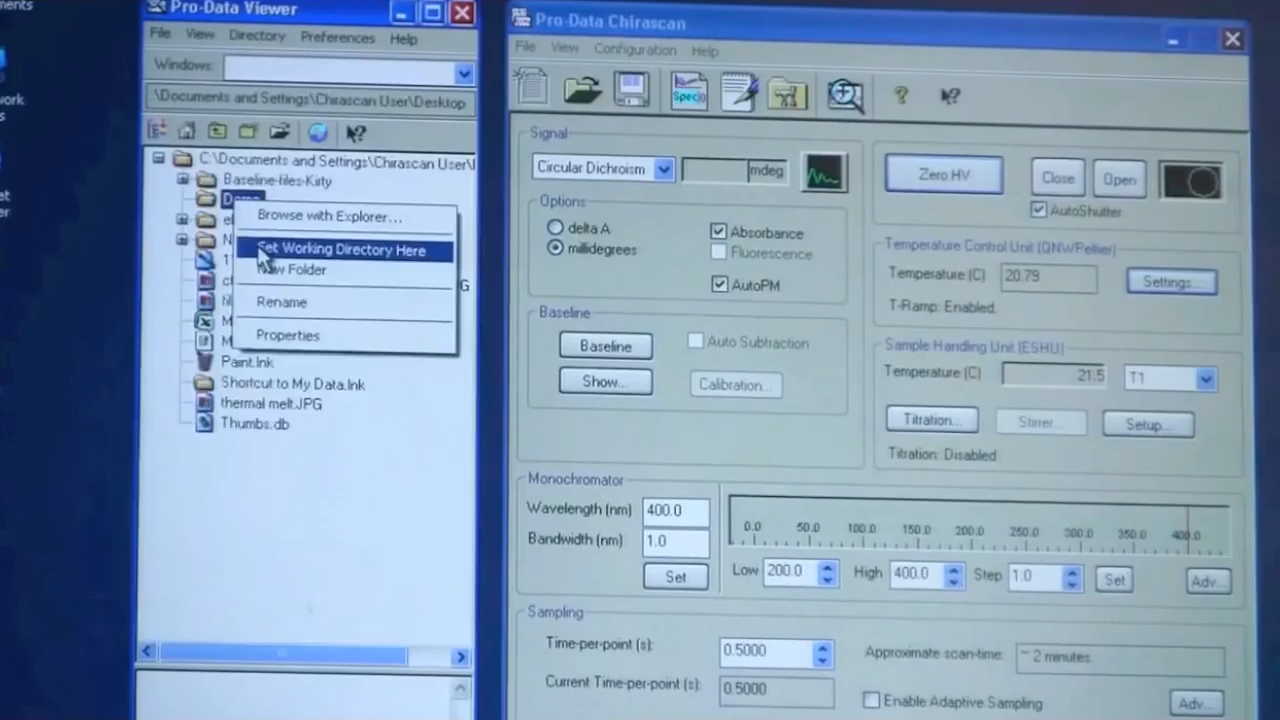 ments
work
s
et
er
Pro-Data Viewer
File View Directory Preferences Help
Windows:
\Documents and Settings\Chirascan User\Desktop
C:\Documents and Settings\Chirascan User\
Baseline-files-Kirty
Browse with Explorer...
Set Working Directory Here
New Folder
Rename
Properties
G
Paint.lnk
Shortcut to My Data.lnk
thermal melt.JPG
Thumbs.db
Pro-Data Chirascan
File View Configuration Help
Spec
Signal
Circular Dichroism mdeg
Options
delta A
millidegrees
Absorbance
Fluorescence
AutoPM
Baseline
Baseline Auto Subtraction
Show... Calibration...
Zero HV Close Open
AutoShutter
Temperature Control Unit (QNW/Peltier)
Temperature (C) 20.79 Settings...
T-Ramp: Enabled.
Sample Handling Unit (ESHU)
Temperature (C) 21.5 T1
Titration... Stirrer... Setup...
Titration: Disabled
Monochromator
Wavelength (nm) 400.0
Bandwidth (nm) 1.0
Set
0.0 50.0 100.0 150.0 200.0 250.0 300.0 350.0 400.0
Low 200.0 High 400.0 Step 1.0 Set Adv...
Sampling
Time-per-point (s): 0.5000 Approximate scan-time: ~ 2 minutes.
Current Time-per-point (s): 0.5000 Enable Adaptive Sampling Adv...